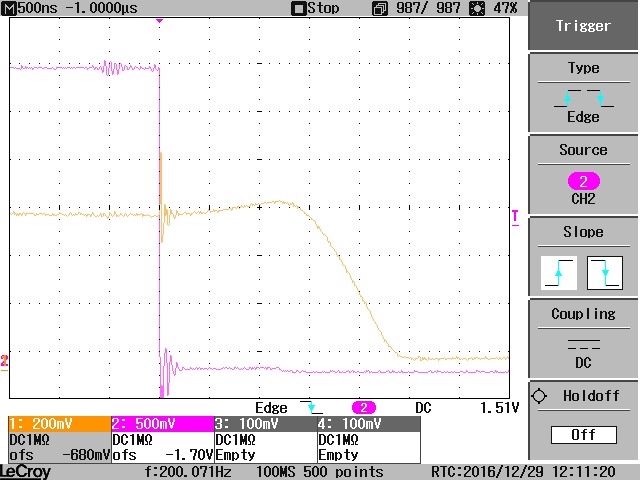 M 500ns -1.0000µs Stop 987/ 987 47%
Trigger
Type
Edge
Source
2
CH2
T
Slope
Coupling
DC
2
Holdoff
Off
Edge 2 DC 1.51V
1: 200mV 2: 500mV 3: 100mV 4: 100mV
DC1MΩ DC1MΩ DC1MΩ DC1MΩ
ofs -680mV ofs -1.70V Empty Empty
LeCroy f:200.071Hz 100MS 500 points RTC:2016/12/29 12:11:20